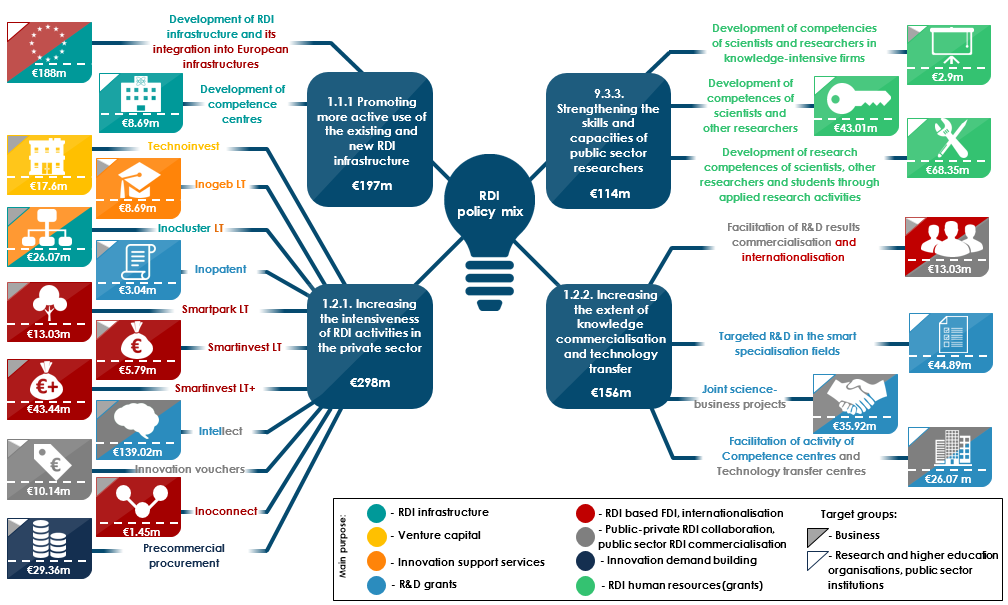 Development of RDI
infrastructure and its
integration into European
infrastructures
€188m
Development of
competence
centres
€8.69m
1.1.1 Promoting
more active use of
the existing and
new RDI
infrastructure
€197m
Technoinvest
€17.6m
Inogeb LT
€8.69m
Inocluster LT
€26.07m
Inopatent
€3.04m
Smartpark LT
€13.03m
Smartinvest LT
€5.79m
Smartinvest LT+
€+
€43.44m
Intellect
€139.02m
Innovation vouchers
€10.14m
Inoconnect
€1.45m
Precommercial
procurement
€29.36m
1.2.1. Increasing
the intensiveness
of RDI activities in
the private sector
€298m
RDI
policy mix
9.3.3.
Strengthening the
skills and
capacities of
public sector
researchers
€114m
Development of competencies
of scientists and researchers in
knowledge-intensive firms
€2.9m
Development of
competences of
scientists and
other researchers
€43.01m
Development of research
competences of scientists, other
researchers and students through
applied research activities
€68.35m
1.2.2. Increasing
the extent of
knowledge
commercialisation
and technology
transfer
€156m
Facilitation of R&D results
commercialisation and
internationalisation
€13.03m
Targeted R&D in the smart
specialisation fields
€44.89m
Joint science-
business projects
€35.92m
Facilitation of activity of
Competence centres and
Technology transfer centres
€26.07 m
Main purpose:
- RDI infrastructure
- Venture capital
- Innovation support services
- R&D grants
- RDI based FDI, internationalisation
- Public-private RDI collaboration,
public sector RDI commercialisation
- Innovation demand building
- RDI human resources(grants)
Target groups:
- Business
- Research and higher education
organisations, public sector
institutions